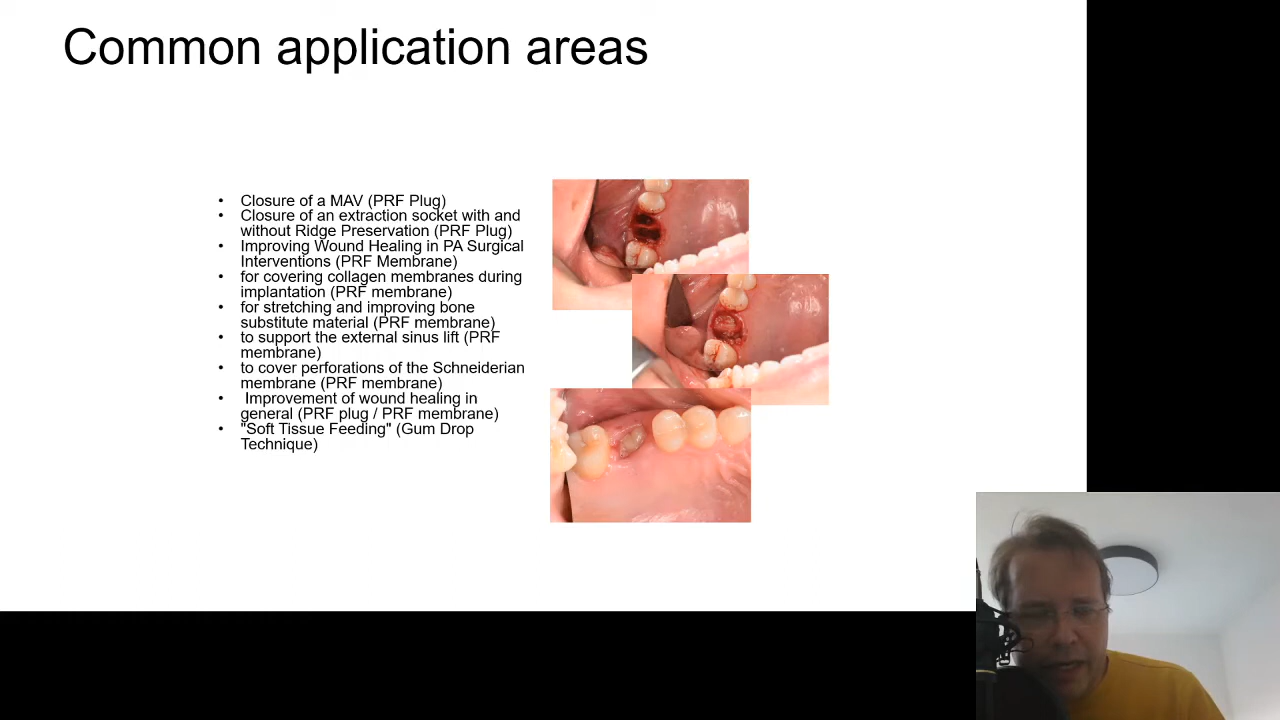 Common application areas
• Closure of a MAV (PRF Plug)
• Closure of an extraction socket with and
without Ridge Preservation (PRF Plug)
• Improving Wound Healing in PA Surgical
Interventions (PRF Membrane)
• for covering collagen membranes during
implantation (PRF membrane)
• for stretching and improving bone
substitute material (PRF membrane)
• to support the external sinus lift (PRF
membrane)
• to cover perforations of the Schneiderian
membrane (PRF membrane)
• Improvement of wound healing in
general (PRF plug / PRF membrane)
• "Soft Tissue Feeding" (Gum Drop
Technique)